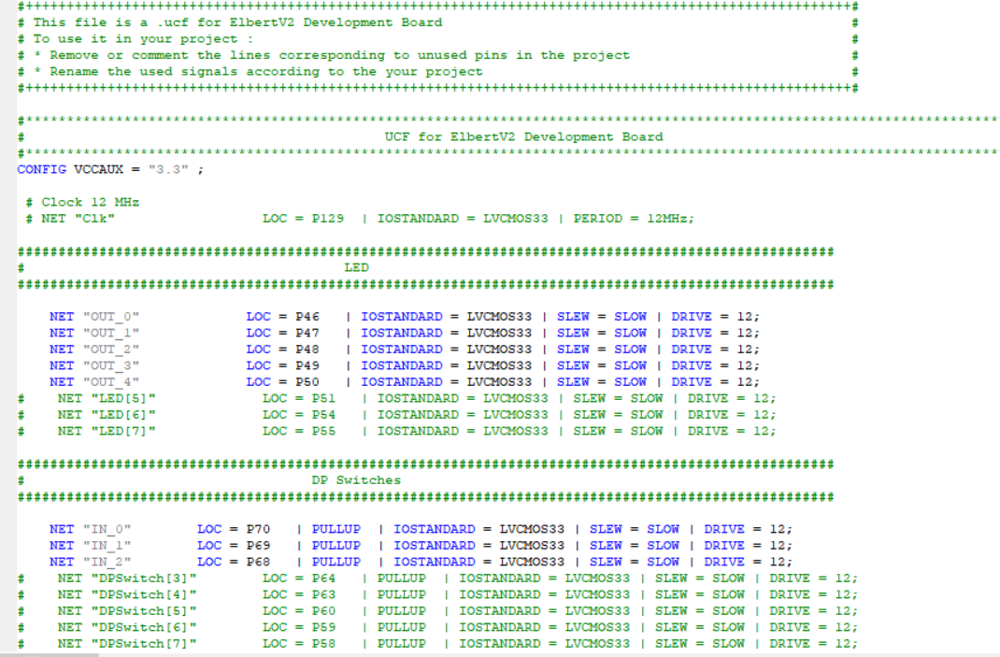 #+++++++++++++++++++++++++++++++++++++++++++++++++++++++++++++++++++++++++++++++++++++++++++++++++++++#
# This file is a .ucf for ElbertV2 Development Board #
# To use it in your project : #
# * Remove or comment the lines corresponding to unused pins in the project #
# * Rename the used signals according to the your project #
#+++++++++++++++++++++++++++++++++++++++++++++++++++++++++++++++++++++++++++++++++++++++++++++++++++++#
#***********************************************************************************************************************
# UCF for ElbertV2 Development Board
#***********************************************************************************************************************
CONFIG VCCAUX = "3.3" ;
# Clock 12 MHz
# NET "Clk" LOC = P129 | IOSTANDARD = LVCMOS33 | PERIOD = 12MHz;
####################################################################################################
# LED
####################################################################################################
NET "OUT_0" LOC = P46 | IOSTANDARD = LVCMOS33 | SLEW = SLOW | DRIVE = 12;
NET "OUT_1" LOC = P47 | IOSTANDARD = LVCMOS33 | SLEW = SLOW | DRIVE = 12;
NET "OUT_2" LOC = P48 | IOSTANDARD = LVCMOS33 | SLEW = SLOW | DRIVE = 12;
NET "OUT_3" LOC = P49 | IOSTANDARD = LVCMOS33 | SLEW = SLOW | DRIVE = 12;
NET "OUT_4" LOC = P50 | IOSTANDARD = LVCMOS33 | SLEW = SLOW | DRIVE = 12;
# NET "LED[5]" LOC = P51 | IOSTANDARD = LVCMOS33 | SLEW = SLOW | DRIVE = 12;
# NET "LED[6]" LOC = P54 | IOSTANDARD = LVCMOS33 | SLEW = SLOW | DRIVE = 12;
# NET "LED[7]" LOC = P55 | IOSTANDARD = LVCMOS33 | SLEW = SLOW | DRIVE = 12;
####################################################################################################
# DP Switches
####################################################################################################
NET "IN_0" LOC = P70 | PULLUP | IOSTANDARD = LVCMOS33 | SLEW = SLOW | DRIVE = 12;
NET "IN_1" LOC = P69 | PULLUP | IOSTANDARD = LVCMOS33 | SLEW = SLOW | DRIVE = 12;
NET "IN_2" LOC = P68 | PULLUP | IOSTANDARD = LVCMOS33 | SLEW = SLOW | DRIVE = 12;
# NET "DPSwitch[3]" LOC = P64 | PULLUP | IOSTANDARD = LVCMOS33 | SLEW = SLOW | DRIVE = 12;
# NET "DPSwitch[4]" LOC = P63 | PULLUP | IOSTANDARD = LVCMOS33 | SLEW = SLOW | DRIVE = 12;
# NET "DPSwitch[5]" LOC = P60 | PULLUP | IOSTANDARD = LVCMOS33 | SLEW = SLOW | DRIVE = 12;
# NET "DPSwitch[6]" LOC = P59 | PULLUP | IOSTANDARD = LVCMOS33 | SLEW = SLOW | DRIVE = 12;
# NET "DPSwitch[7]" LOC = P58 | PULLUP | IOSTANDARD = LVCMOS33 | SLEW = SLOW | DRIVE = 12;